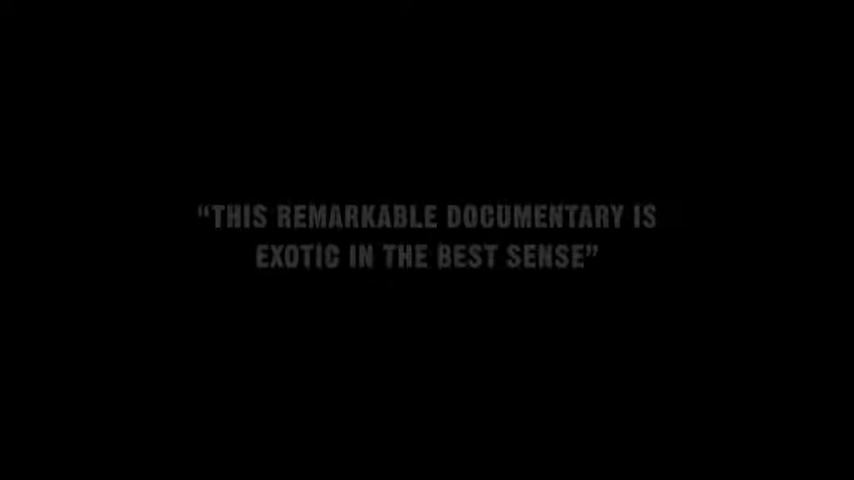 “THIS REMARKABLE DOCUMENTARY IS
EXOTIC IN THE BEST SENSE”